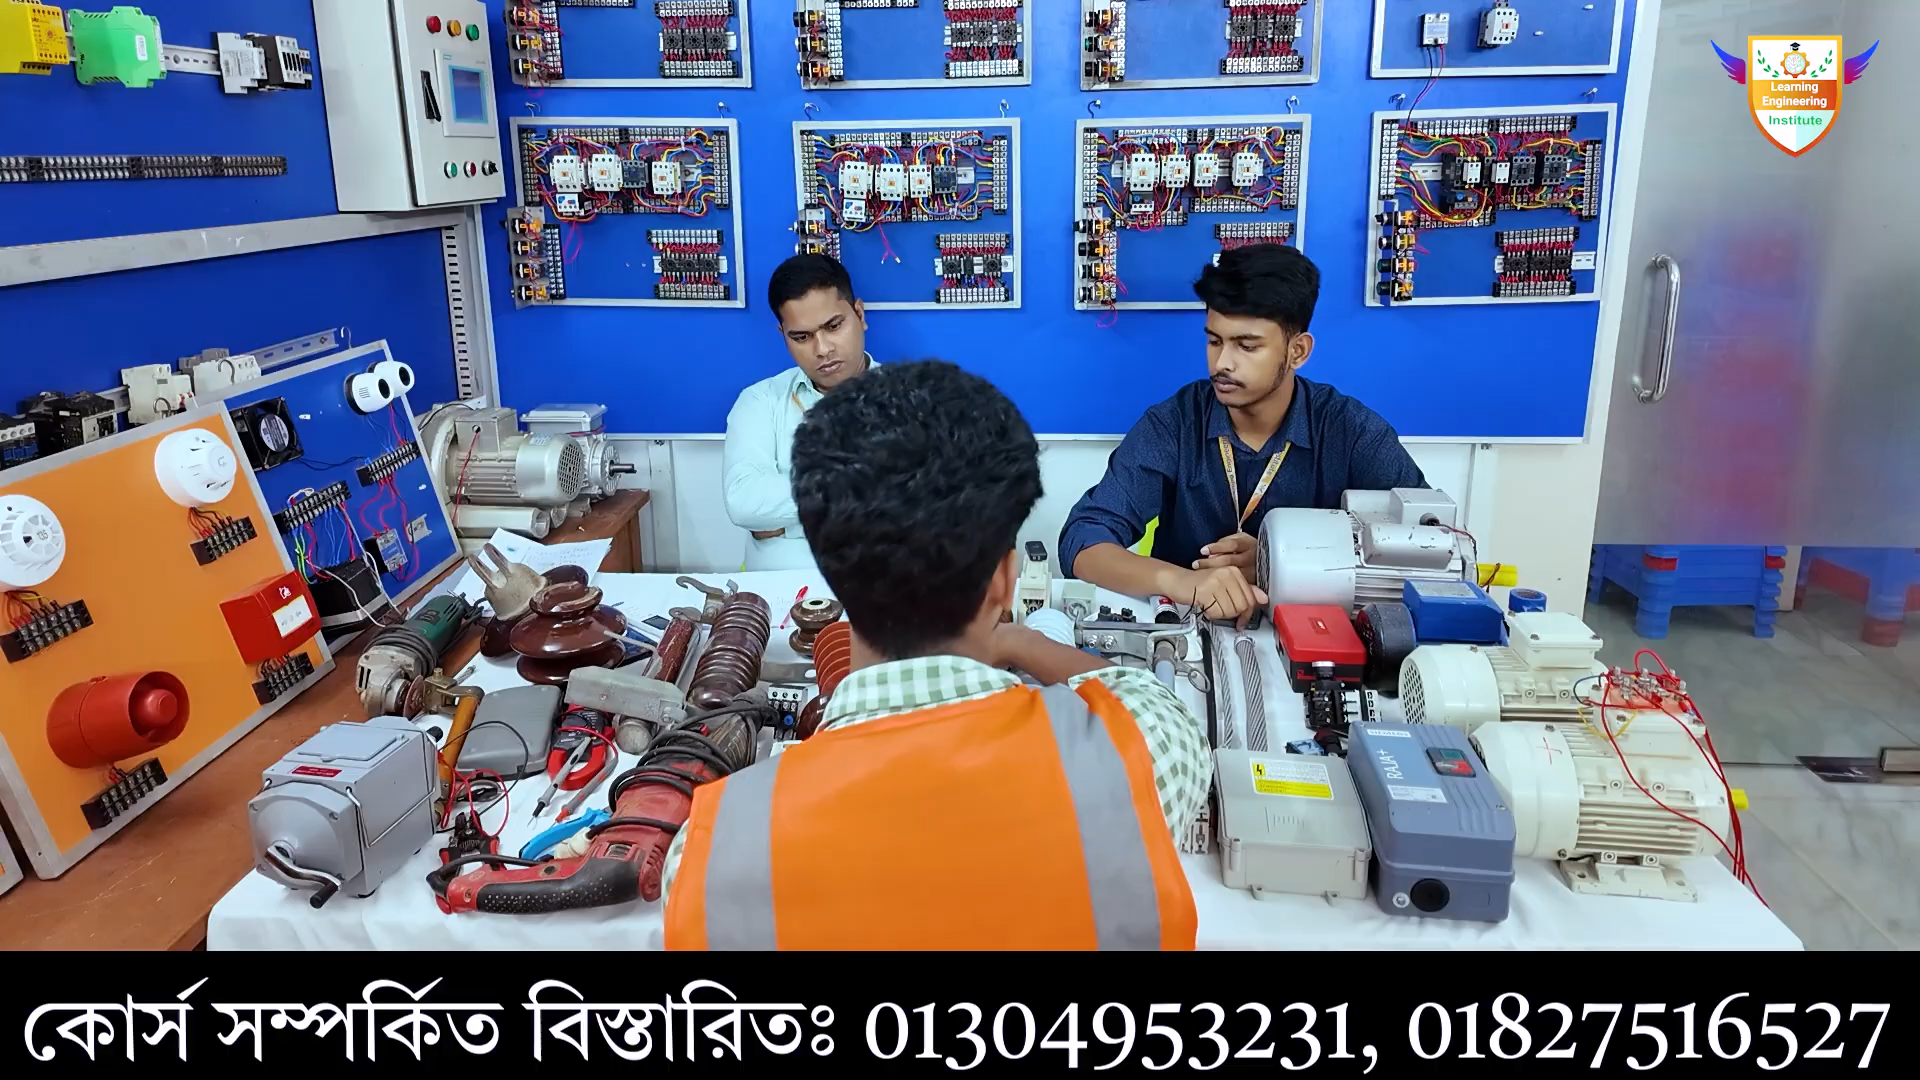 Learning
Engineering
Institute
RAJA+
কোর্স সম্পর্কিত বিস্তারিতঃ 01304953231, 01827516527